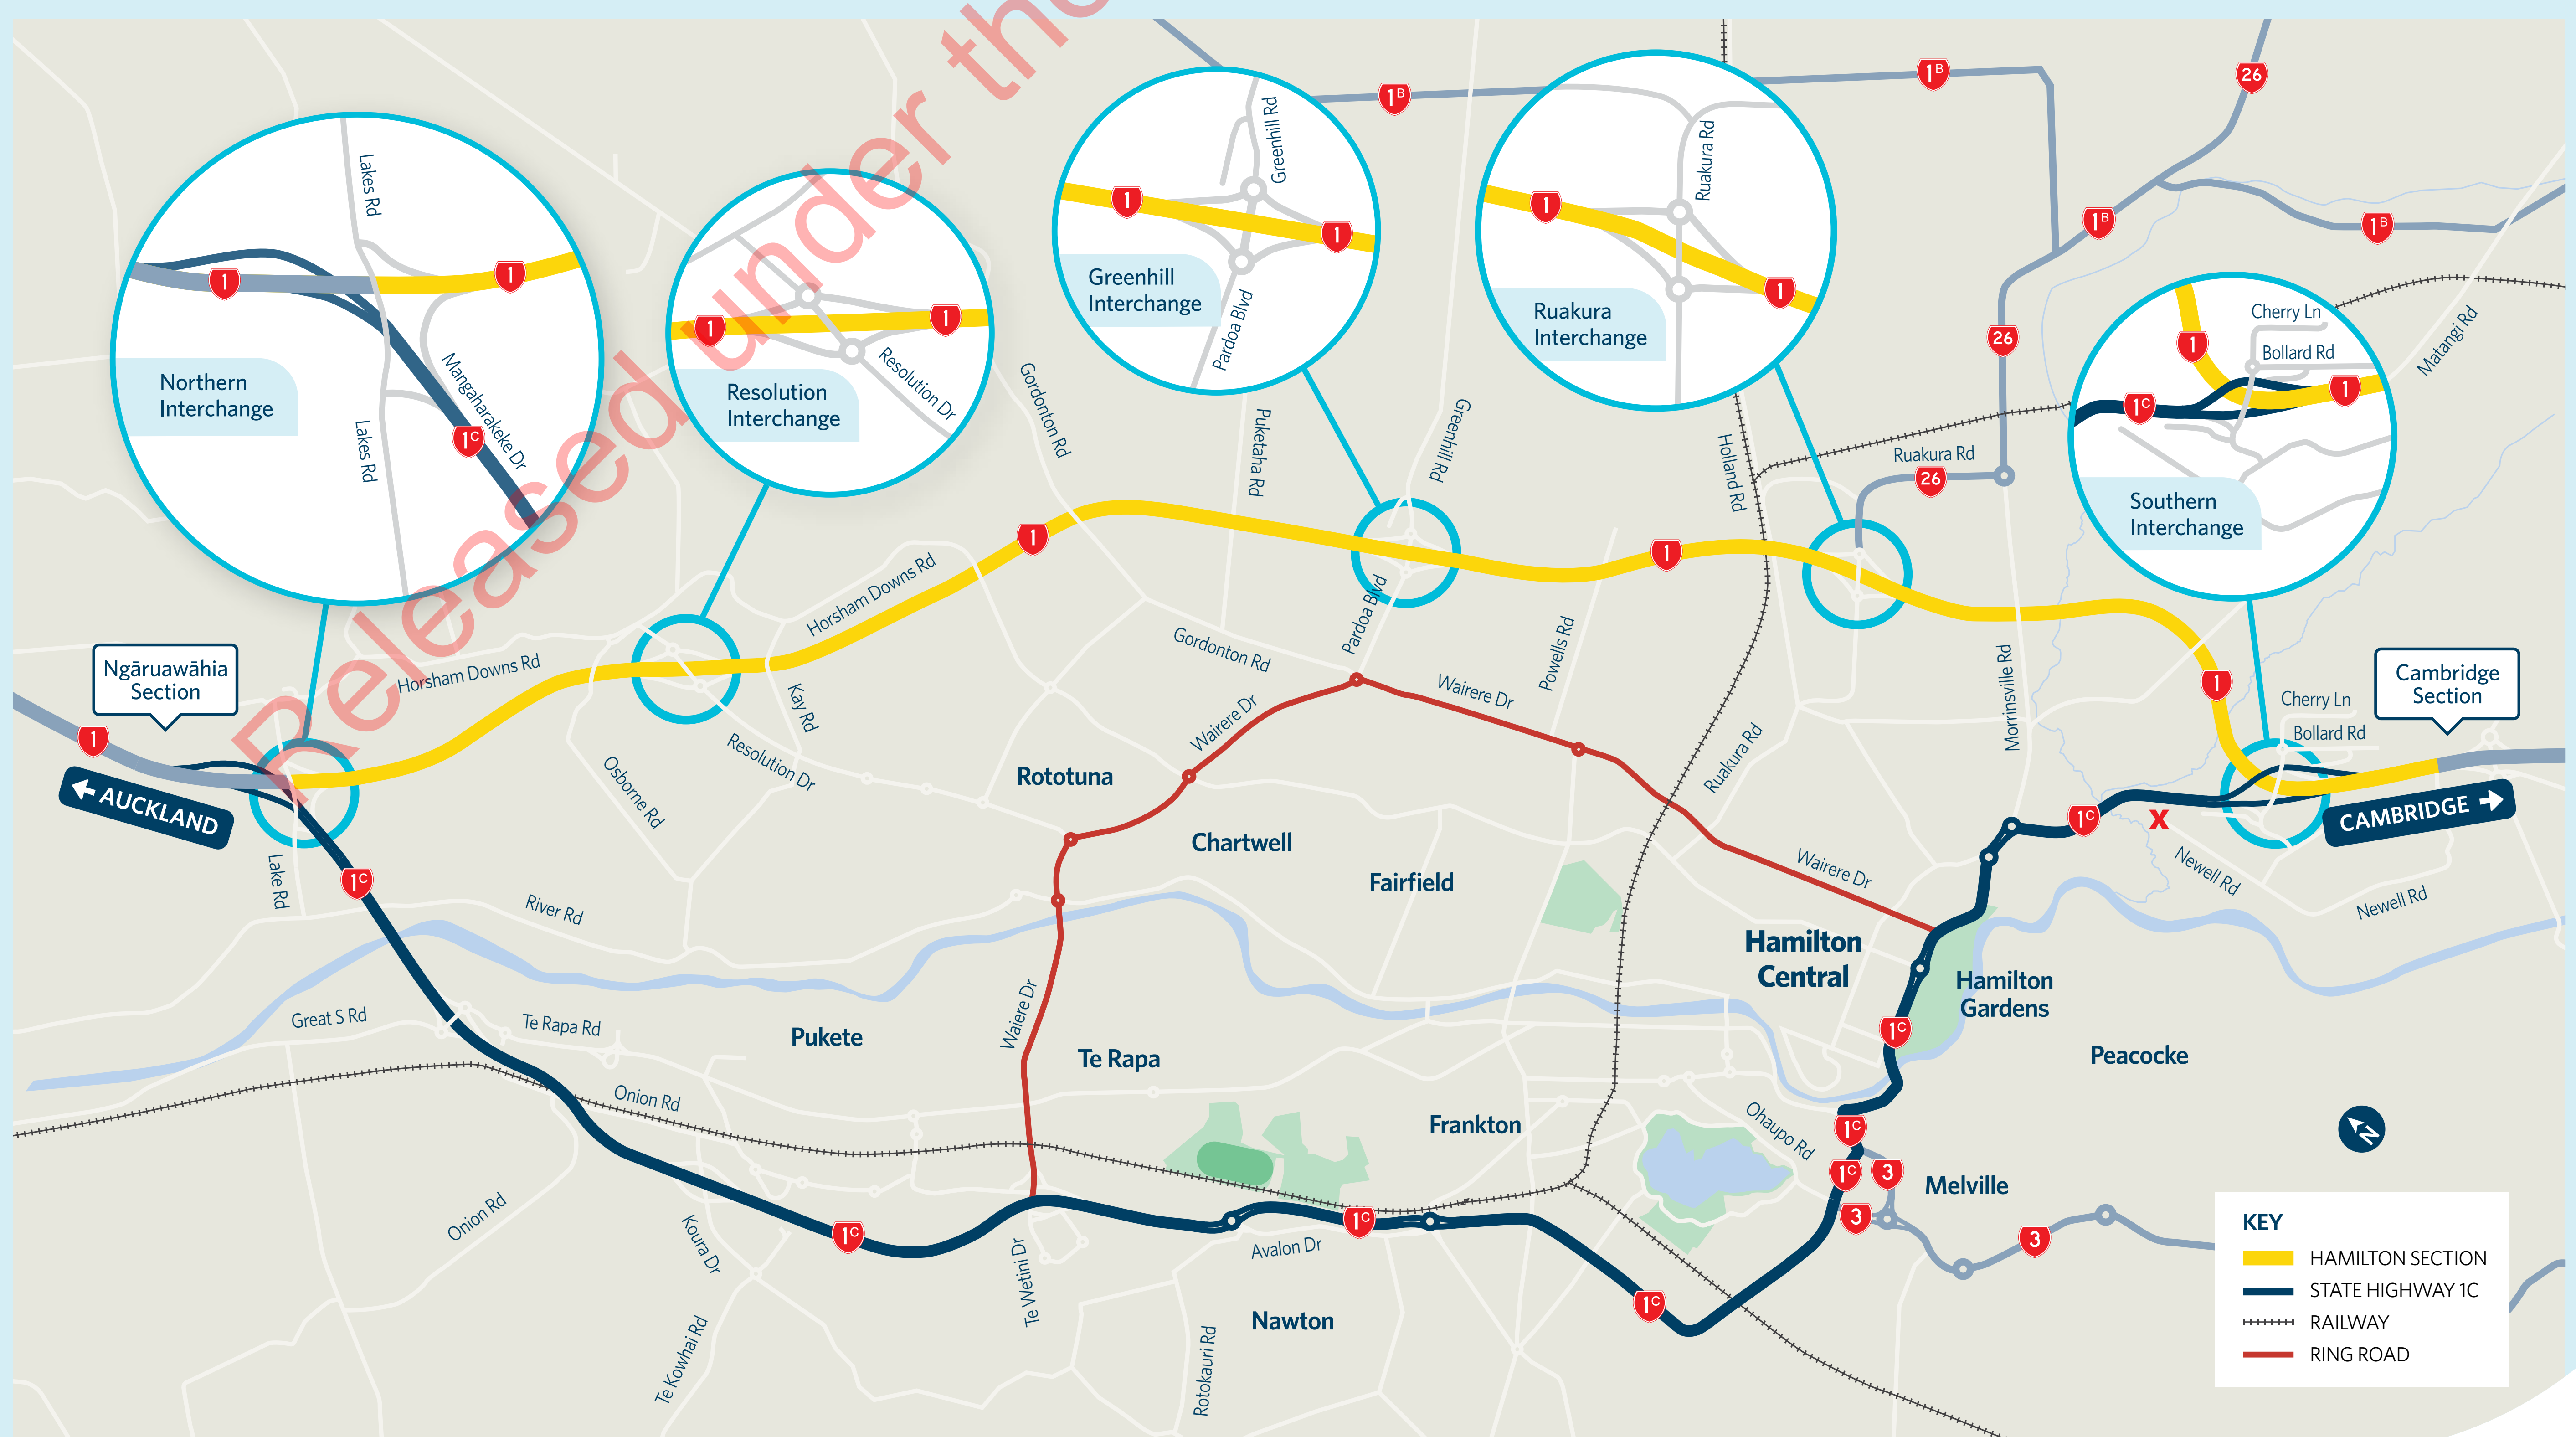 Released under the
1B
1B
26
1B
1B
26
26
Lakes Rd
1
1
Mangaharakeke Dr
Lakes Rd
1C
Northern
Interchange
1
1
Resolution Dr
Resolution
Interchange
Greenhill Rd
1
1
Greenhill
Interchange
Pardoa Blvd
Ruakura Rd
1
1
Ruakura
Interchange
Cherry Ln
Bollard Rd
1
1
1C
Southern
Interchange
Matangi Rd
Gordonton Rd
Puketaha Rd
Greenhill Rd
Holland Rd
Ruakura Rd
1
1
1
1
Horsham Downs Rd
Horsham Downs Rd
Ngāruawāhia
Section
AUCKLAND
Cambridge
Section
CAMBRIDGE
Kay Rd
Resolution Dr
Osborne Rd
Gordonton Rd
Pardoa Blvd
Powells Rd
Wairere Dr
Wairere Dr
Ruakura Rd
Morrinsville Rd
Cherry Ln
Bollard Rd
Rototuna
Chartwell
Fairfield
Wairere Dr
1C
X
Newell Rd
Newell Rd
Lake Rd
1C
River Rd
Hamilton
Central
Hamilton
Gardens
Great S Rd
Te Rapa Rd
Pukete
Waiere Dr
Te Rapa
1C
Peacocke
Onion Rd
Frankton
Ohaupo Rd
1C
1C
3
3
3
Melville
N
Onion Rd
Koura Dr
1C
Te Wetini Dr
Avalon Dr
1C
1C
Nawton
Te Kowhai Rd
Rotokauri Rd
KEY
HAMILTON SECTION
STATE HIGHWAY 1C
RAILWAY
RING ROAD